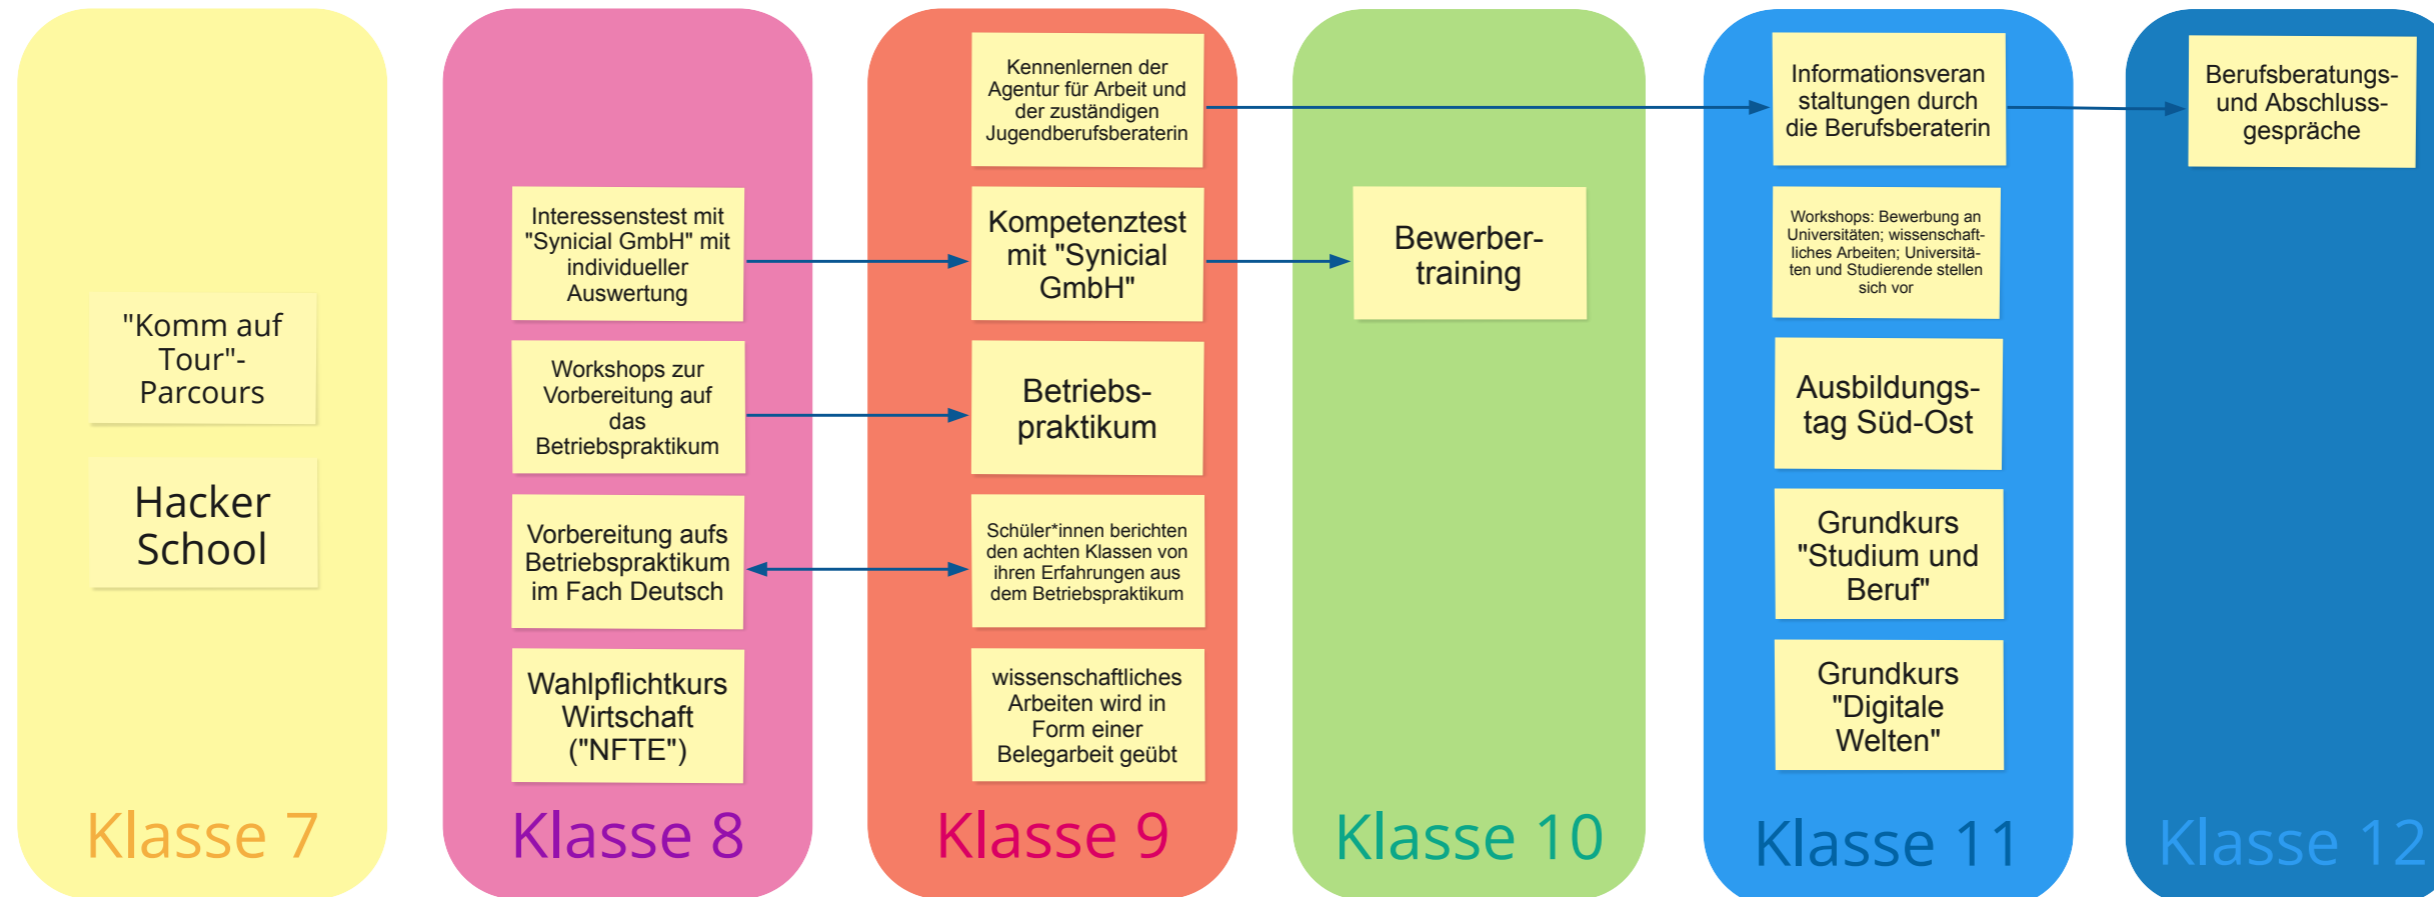 "Komm auf
Tour"-
Parcours
Hacker
School
Klasse 7
Interessenstest mit
"Synicial GmbH" mit
individueller
Auswertung
Workshops zur
Vorbereitung auf
das
Betriebspraktikum
Vorbereitung aufs
Betriebspraktikum
im Fach Deutsch
Wahlpflichtkurs
Wirtschaft
("NFTE")
Klasse 8
Kennenlernen der
Agentur für Arbeit und
der zuständigen
Jugendberufsberaterin
Kompetenztest
mit "Synicial
GmbH"
Betriebs-
praktikum
Schüler*innen berichten
den achten Klassen von
ihren Erfahrungen aus
dem Betriebspraktikum
wissenschaftliches
Arbeiten wird in
Form einer
Belegarbeit geübt
Klasse 9
Bewerber-
training
Klasse 10
Informationsveran
staltungen durch
die Berufsberaterin
Workshops: Bewerbung an
Universitäten; wissenschaft-
liches Arbeiten; Universitä-
ten und Studierende stellen
sich vor
Ausbildungs-
tag Süd-Ost
Grundkurs
"Studium und
Beruf"
Grundkurs
"Digitale
Welten"
Klasse 11
Berufsberatungs-
und Abschluss-
gespräche
Klasse 12